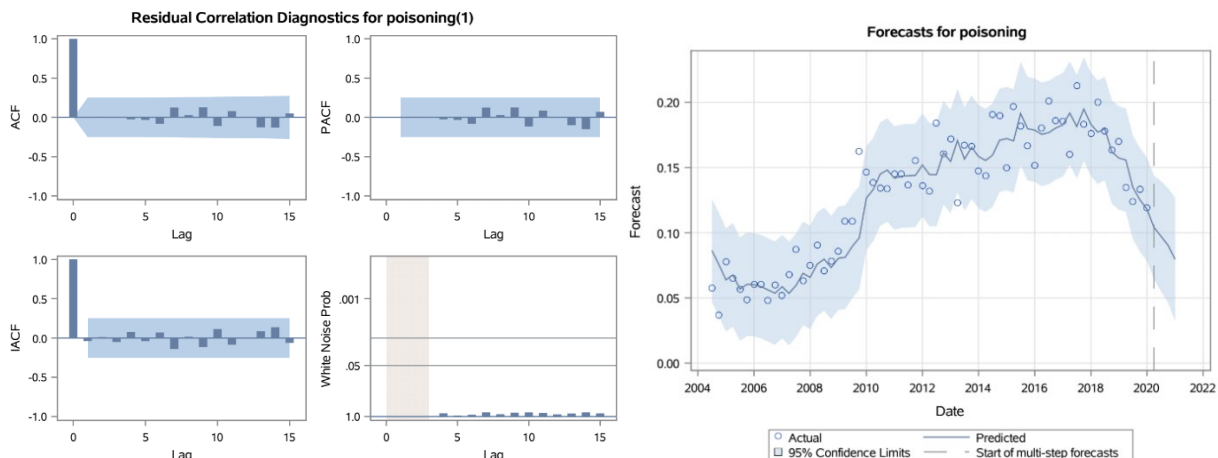 Residual Correlation Diagnostics for poisoning(1)
ACF
1.0
0.5
0.0
-0.5
-1.0
0 5 10 15
Lag
PACF
1.0
0.5
0.0
-0.5
-1.0
0 5 10 15
Lag
IACF
1.0
0.5
0.0
-0.5
-1.0
0 5 10 15
Lag
White Noise Prob
.001
.05
1.0
0 5 10 15
Lag
Forecasts for poisoning
Forecast
0.20
0.15
0.10
0.05
0.00
2004 2006 2008 2010 2012 2014 2016 2018 2020 2022
Date
Actual Predicted
95% Confidence Limits Start of multi-step forecasts